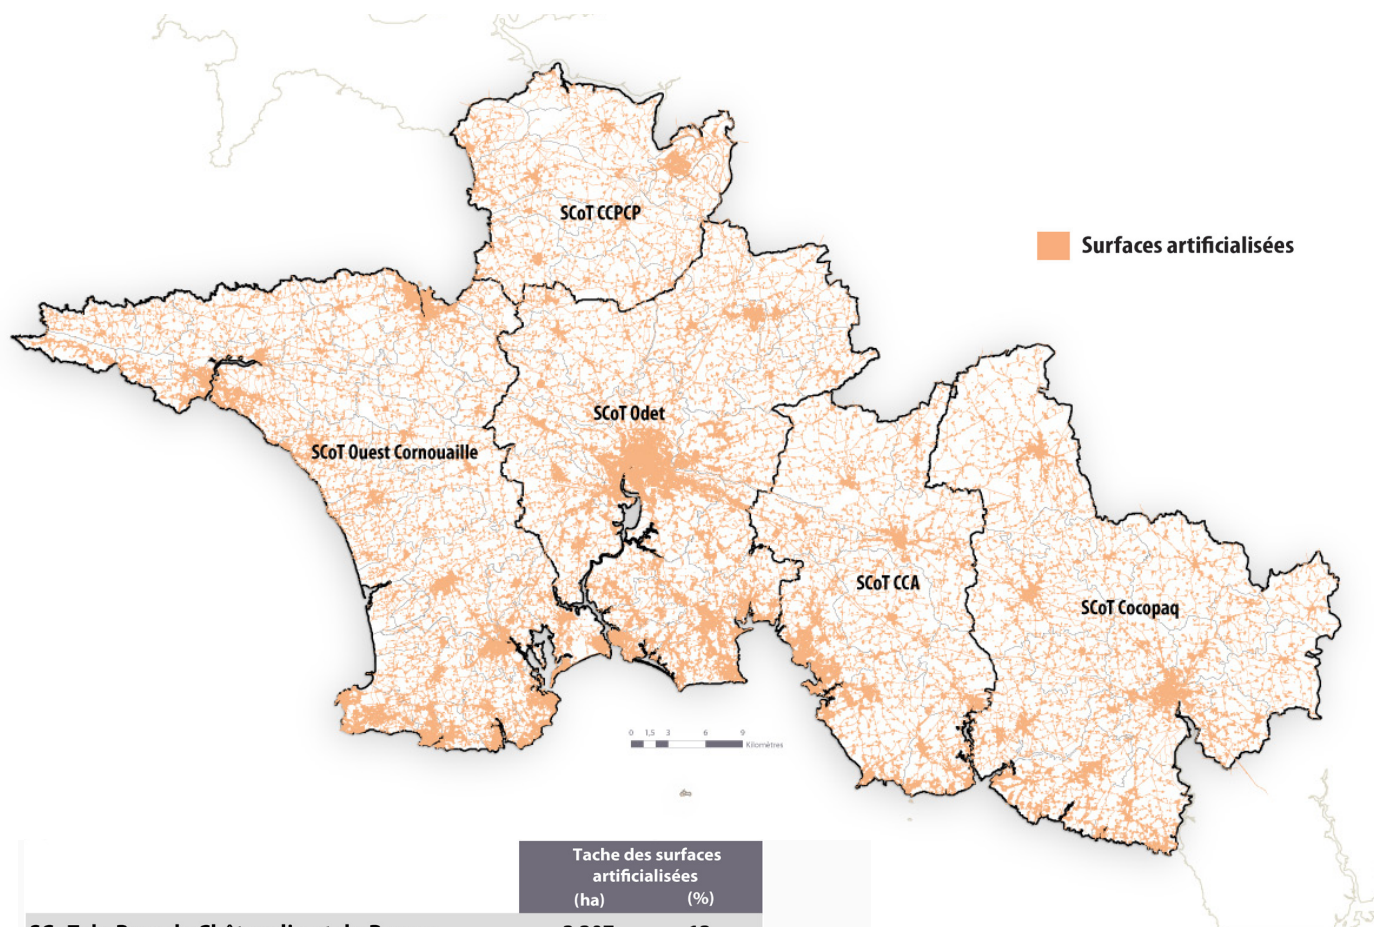 SCoT CCPCP
Surfaces artificialisées
SCoT Odet
SCoT Ouest Cornouaille
SCoT CCA
SCoT Cocopaq
0 1,5 3 6 9
Kilomètres
Tache des surfaces
artificialisées
(ha) (%)